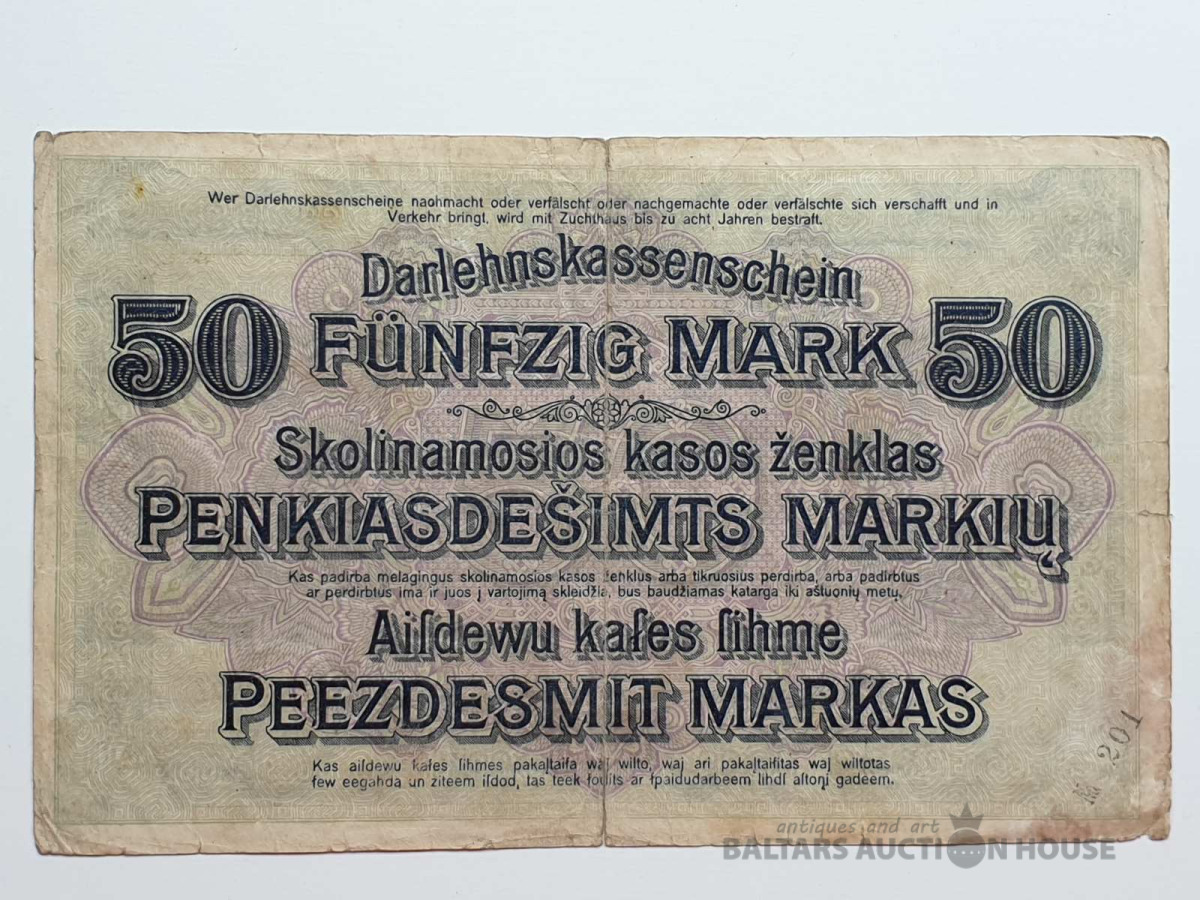 Wer Darlehnskassenscheine nachmacht oder verfälscht oder nachgemachte oder verfälschte sich verschafft und in
Verkehr bringt, wird mit Zuchthaus bis zu acht Jahren bestraft.
Darlehnskassenschein
50 FÜNFZIG MARK 50
Skolinamosios kasos ženklas
PENKIASDEŠIMTS MARKIŲ
Kas padirba melagingus skolinamosios kasos ženklus arba tikruosius perdirba, arba padirbtus
ar perdirbtus ima ir juos į vartojimą skleidžia, bus baudžiamas katarga iki aštuonių metų.
Aiſdewu kaſes ſihme
PEEZDESMIT MARKAS
Kas aiſdewu kaſes ſihmes pakaļtaiſa waj wilto, waj ari pakaļtaiſitas waj wiltotas
ſew eegahda un ziteem iſdod, tas teek ſodits ar ſpaidudarbeem lihdſ aſtoņi gadeem.
№ 201
antiques and art
BALTARS AUCTION HOUSE